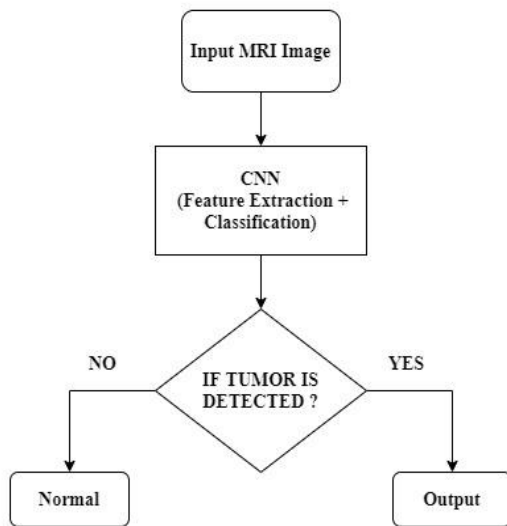 Input MRI Image
CNN
(Feature Extraction +
Classification)
NO
YES
IF TUMOR IS
DETECTED ?
Normal
Output